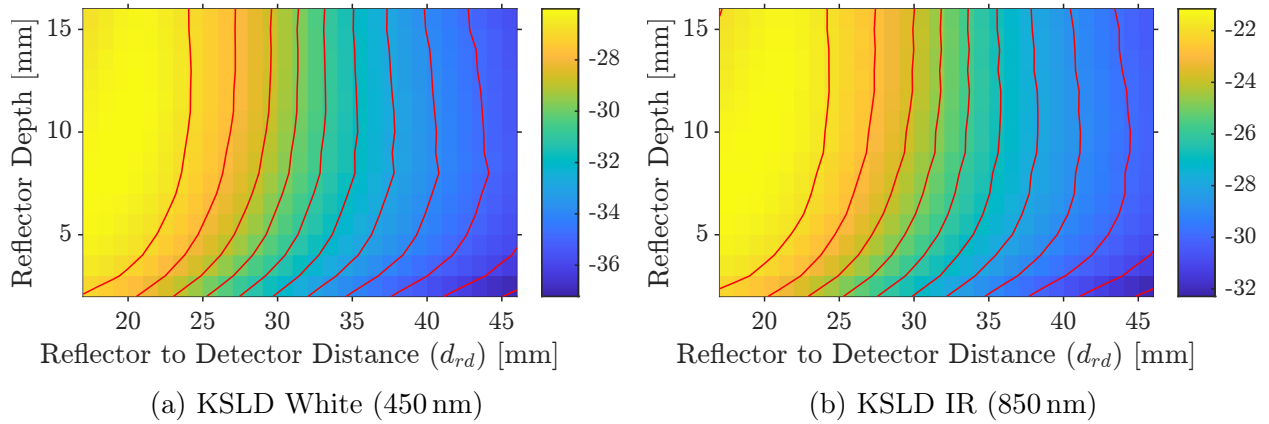 15
10
5
Reflector Depth [mm]
20 25 30 35 40 45
Reflector to Detector Distance (d_rd) [mm]
-28
-30
-32
-34
-36
(a) KSLD White (450 nm)
15
10
5
Reflector Depth [mm]
20 25 30 35 40 45
Reflector to Detector Distance (d_rd) [mm]
-22
-24
-26
-28
-30
-32
(b) KSLD IR (850 nm)